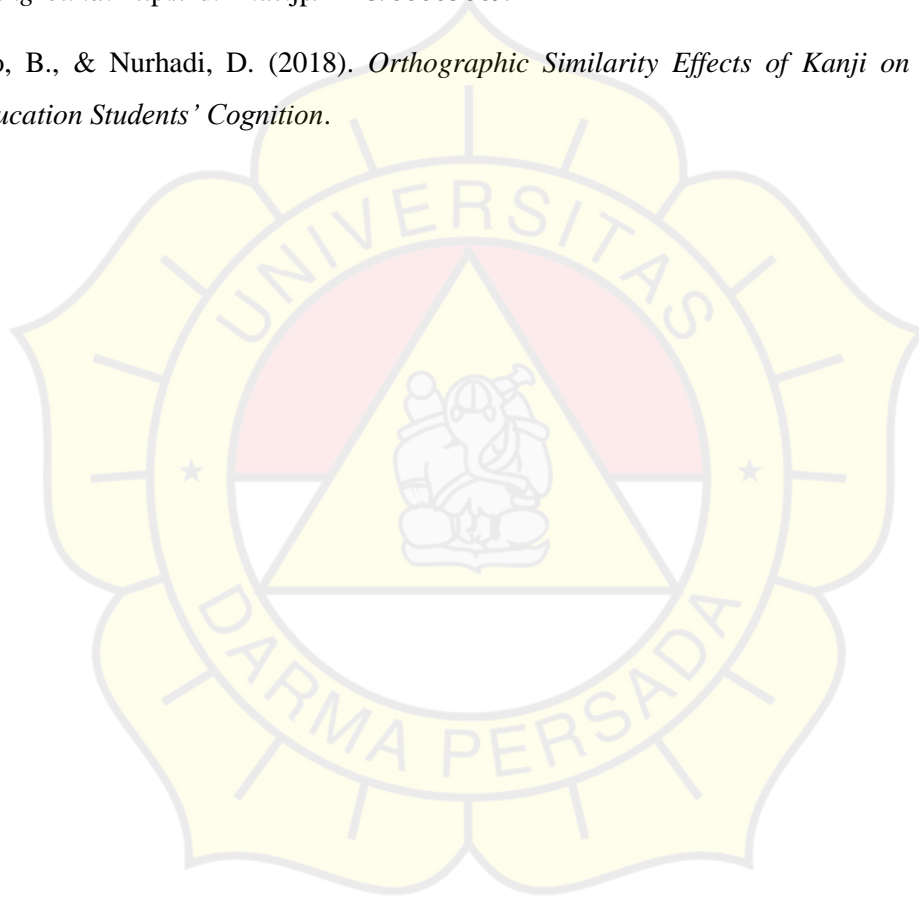 o, B., & Nurhadi, D. (2018). Orthographic Similarity Effects of Kanji on
ucation Students’ Cognition.
UNIVERSITAS
DARMA PERSADA